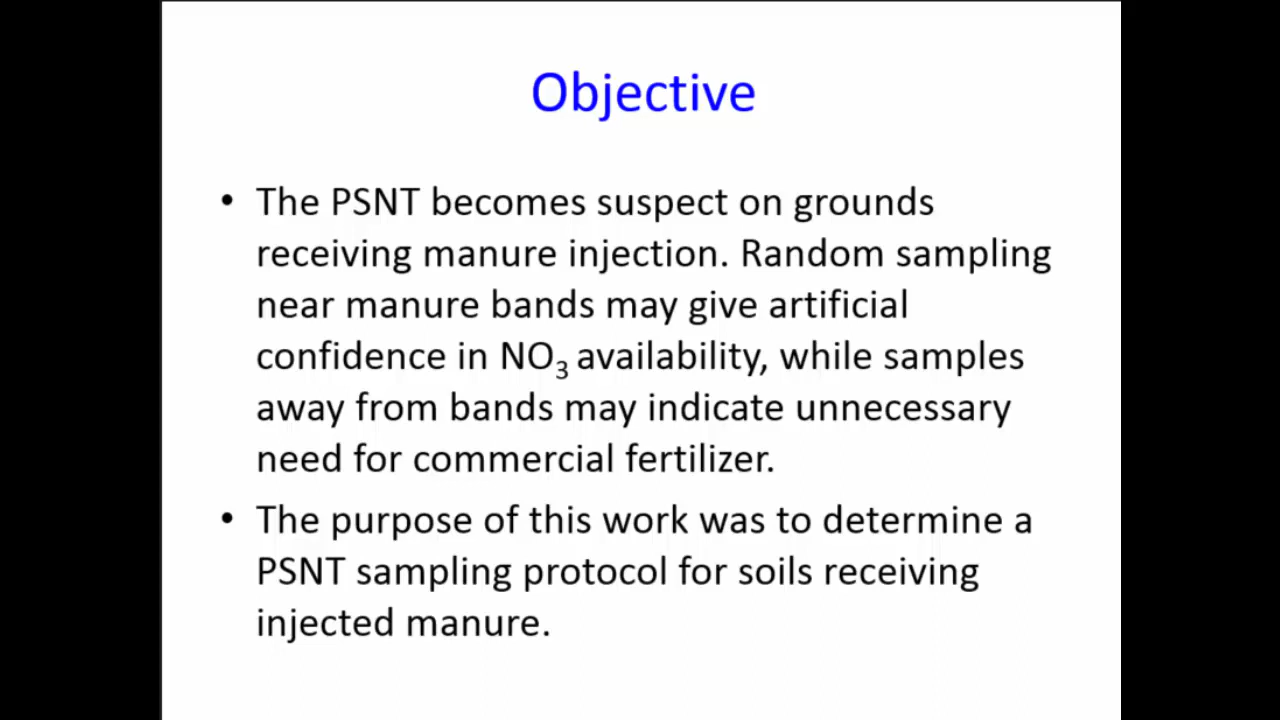 Objective
• The PSNT becomes suspect on grounds
receiving manure injection. Random sampling
near manure bands may give artificial
confidence in NO₃ availability, while samples
away from bands may indicate unnecessary
need for commercial fertilizer.
• The purpose of this work was to determine a
PSNT sampling protocol for soils receiving
injected manure.